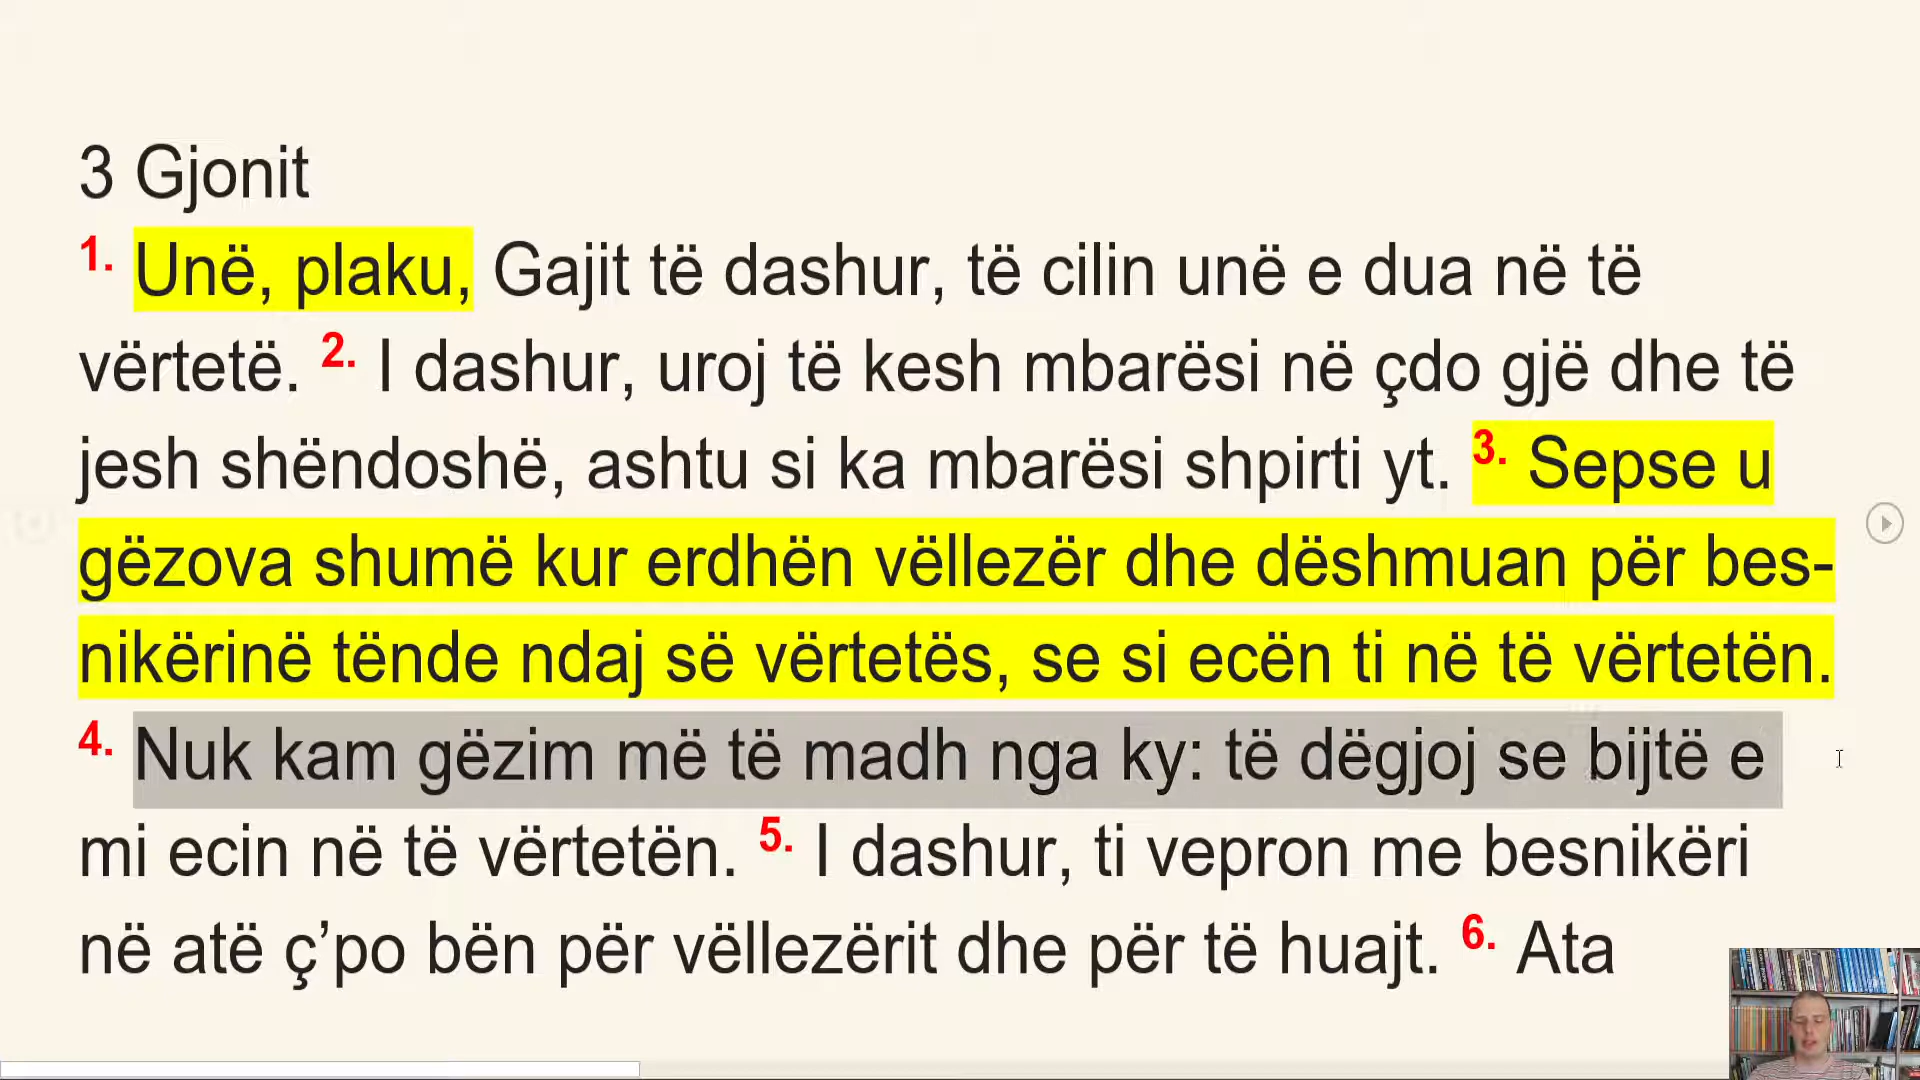 3 Gjonit
1. Unë, plaku, Gajit të dashur, të cilin unë e dua në të
vërtetë. 2. I dashur, uroj të kesh mbarësi në çdo gjë dhe të
jesh shëndoshë, ashtu si ka mbarësi shpirti yt. 3. Sepse u
gëzova shumë kur erdhën vëllezër dhe dëshmuan për bes-
nikërinë tënde ndaj së vërtetës, se si ecën ti në të vërtetën.
4. Nuk kam gëzim më të madh nga ky: të dëgjoj se bijtë e
mi ecin në të vërtetën. 5. I dashur, ti vepron me besnikëri
në atë ç’po bën për vëllezërit dhe për të huajt. 6. Ata